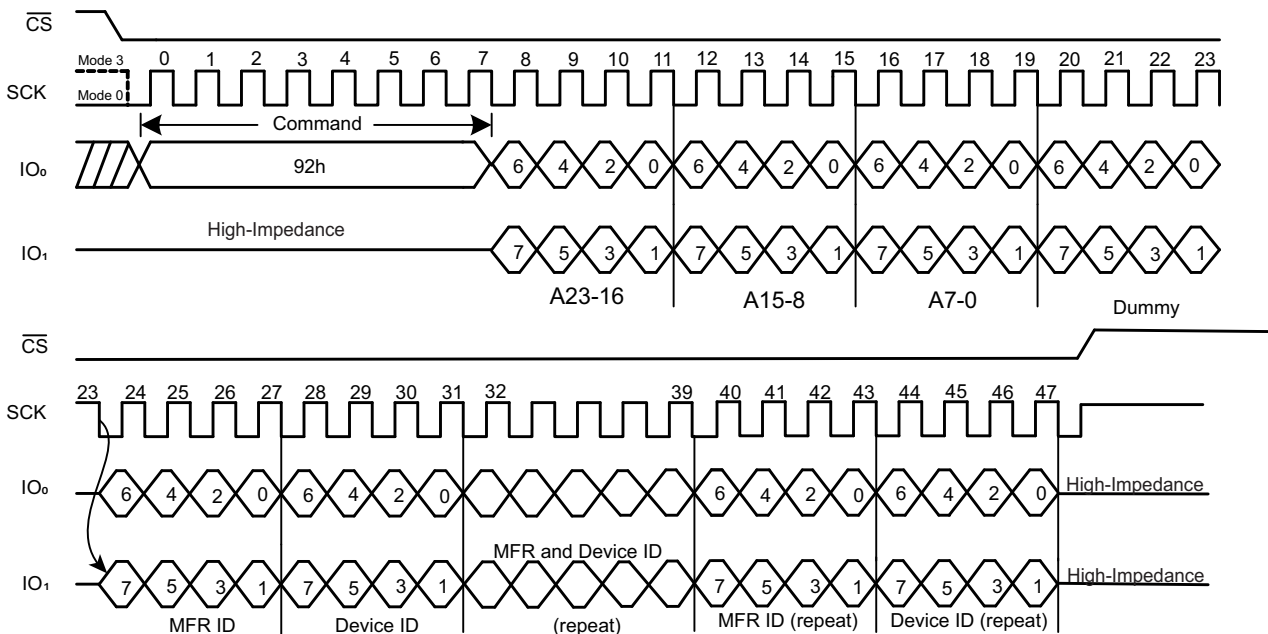 CS
Mode 3 0 1 2 3 4 5 6 7 8 9 10 11 12 13 14 15 16 17 18 19 20 21 22 23
SCK Mode 0
Command
IO₀ 92h 6 4 2 0 6 4 2 0 6 4 2 0 6 4 2 0
High-Impedance
IO₁ 7 5 3 1 7 5 3 1 7 5 3 1 7 5 3 1
A23-16 A15-8 A7-0 Dummy
CS
23 24 25 26 27 28 29 30 31 32 39 40 41 42 43 44 45 46 47
SCK
IO₀ 6 4 2 0 6 4 2 0 6 4 2 0 6 4 2 0 High-Impedance
MFR and Device ID
IO₁ 7 5 3 1 7 5 3 1 7 5 3 1 7 5 3 1 High-Impedance
MFR ID Device ID (repeat) MFR ID (repeat) Device ID (repeat)